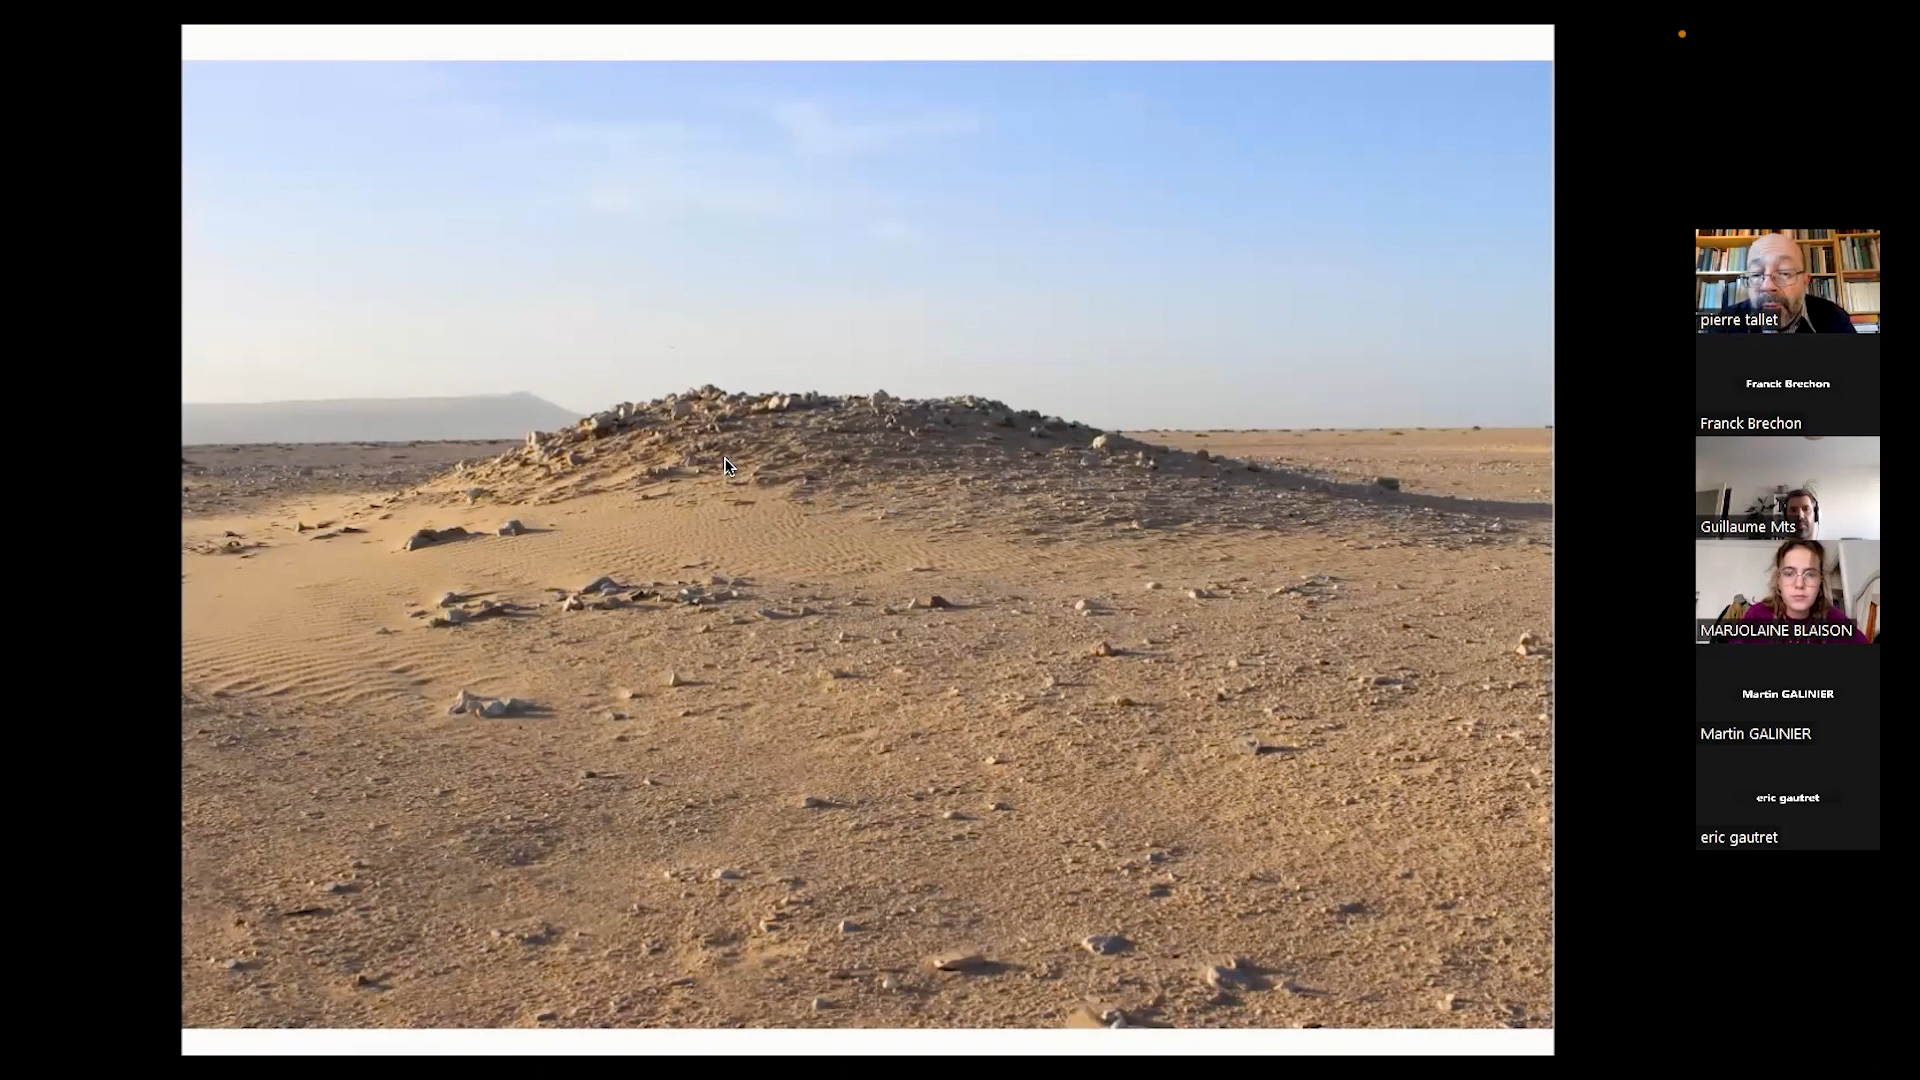 pierre tallet
Franck Brechon
Franck Brechon
Guillaume Mts
MARJOLAINE BLAISON
Martin GALINIER
Martin GALINIER
eric gautret
eric gautret